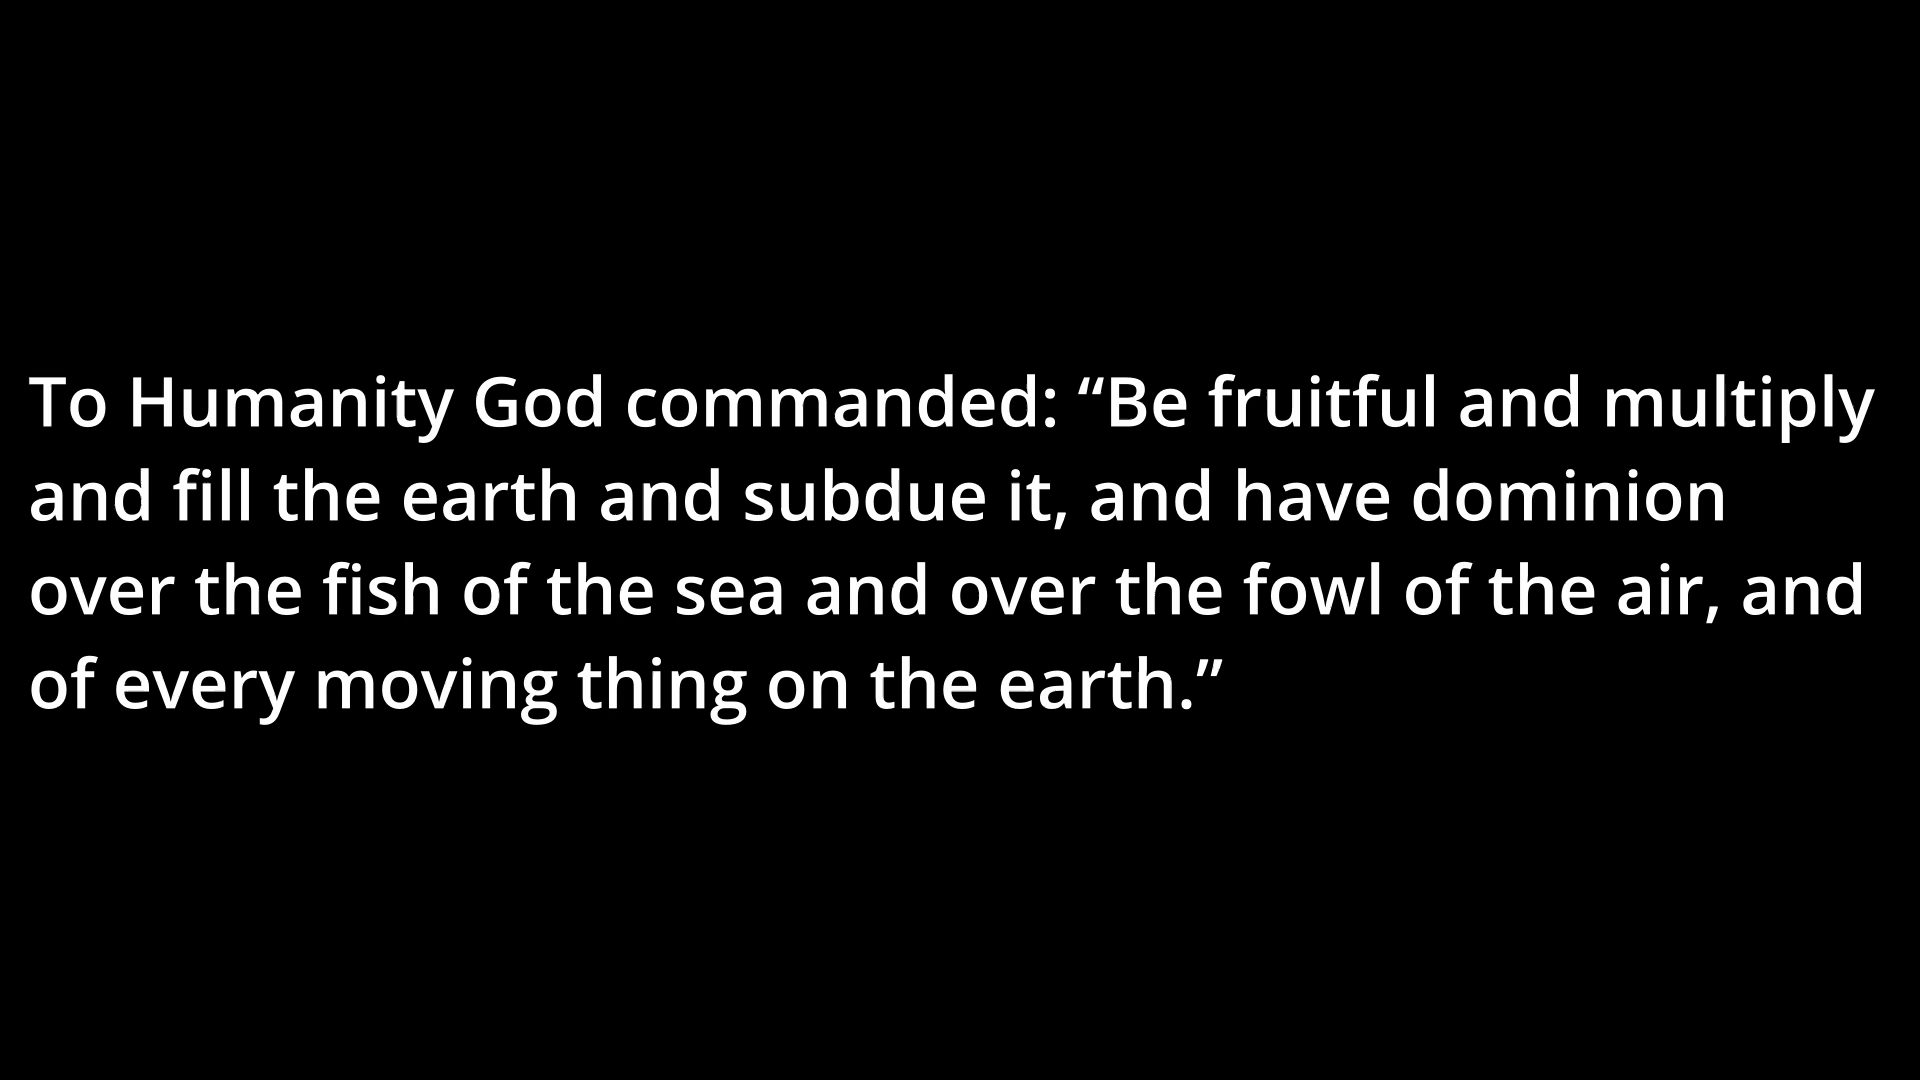 To Humanity God commanded: “Be fruitful and multiply
and fill the earth and subdue it, and have dominion
over the fish of the sea and over the fowl of the air, and
of every moving thing on the earth.”